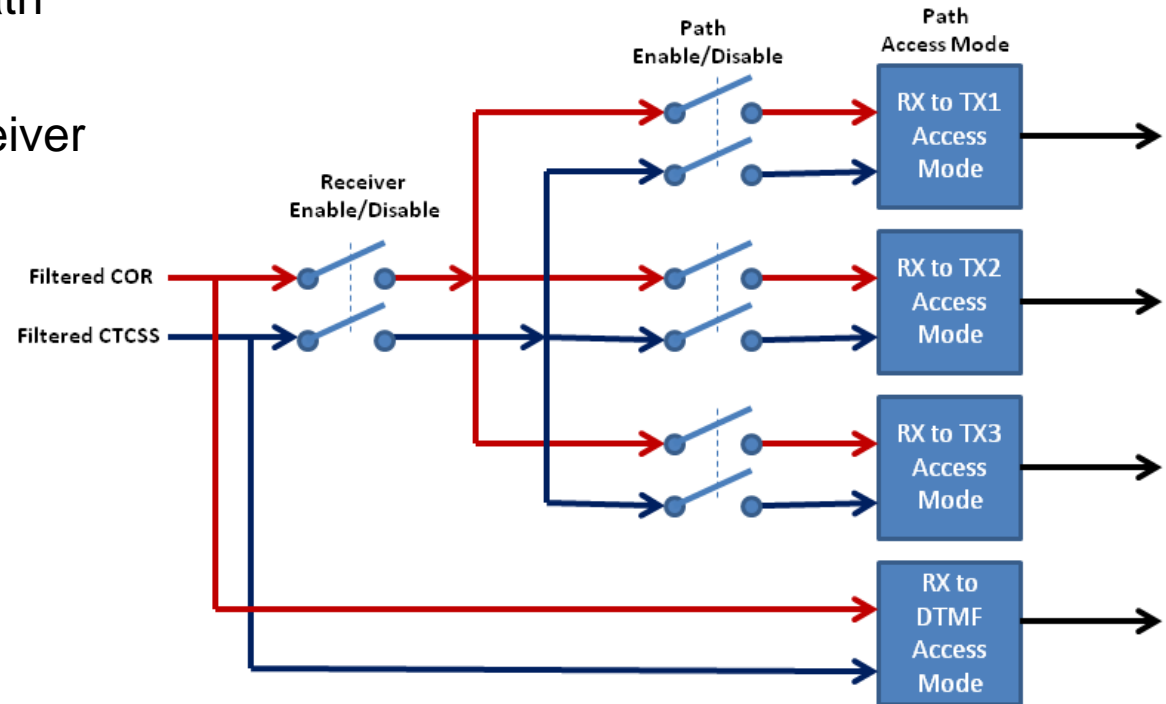 Path
Access Mode
Path
Enable/Disable
RX to TX1
Access
Mode
Receiver
Enable/Disable
Filtered COR
Filtered CTCSS
RX to TX2
Access
Mode
RX to TX3
Access
Mode
RX to
DTMF
Access
Mode